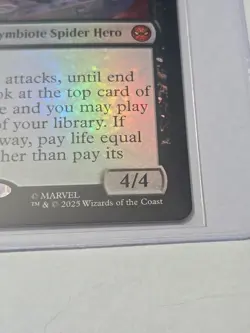 ymbiote Spider Hero
attacks, until end
ok at the top card of
e and you may play
of your library. If
way, pay life equal
her than pay its
© MARVEL
™ & © 2025 Wizards of the Coast
4/4